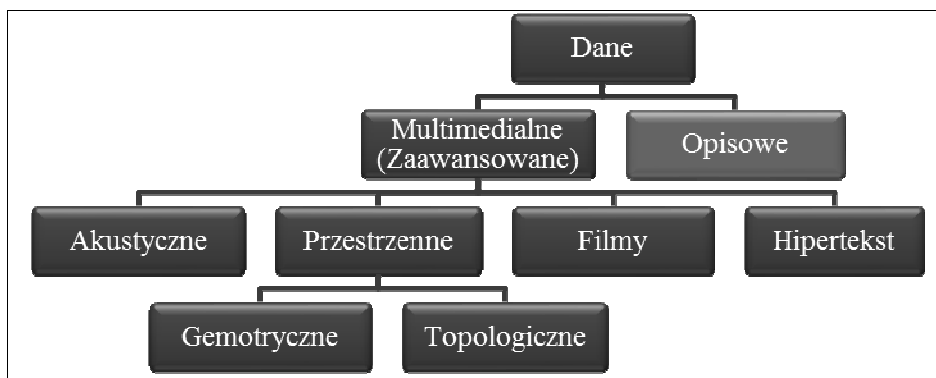 Dane
Multimedialne
(Zaawansowane)
Opisowe
Akustyczne
Przestrzenne
Filmy
Hipertekst
Gemotryczne
Topologiczne